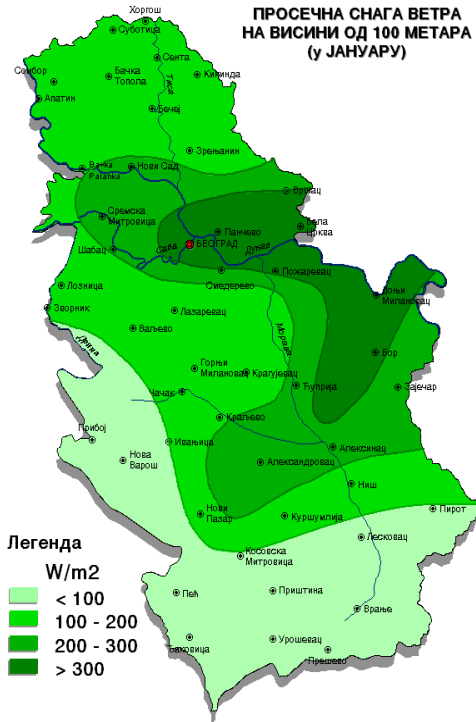 ПРОСЕЧНА СНАГА ВЕТРА
НА ВИСИНИ ОД 100 МЕТАРА
(у ЈАНУАРУ)
Хоргош
Суботица
Сента
Сомбор
Бачка
Топола
Кикинда
Тиса
Апатин
Бечеј
Зрењанин
Бачка
Palanka
Нови Сад
Вршац
Сремска
Митровица
Панчево
Бела
Црква
Сава
БЕОГРАД
Дунав
Шабац
Пожаревац
Смедерево
Лозница
Доњи
Милановац
Зворник
Лазаревац
Ваљево
Морава
Дрина
Бор
Горњи
Милановац
Крагујевац
Ћуприја
Зајечар
Чачак
Краљево
Прибој
Ивањица
Алексинац
Нова
Варош
Александровац
Ниш
Нови
Пазар
Куршумлија
Пирот
Лесковац
Косовска
Митровица
Пећ
Приштина
Врање
Ђаковица
Урошевац
Прешево
Легенда
W/m2
< 100
100 - 200
200 - 300
> 300